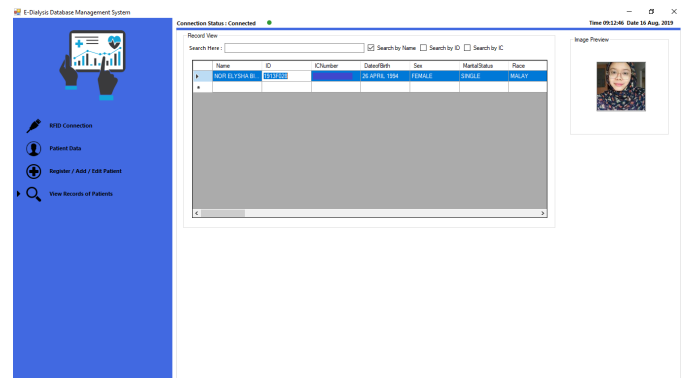 E-Dialysis Database Management System
Connection Status : Connected
Time 09:12:46 Date 16 Aug, 2019
Record View
Search Here :
Search by Name
Search by ID
Search by IC
Image Preview
Name ID ICNumber DateofBirth Sex MaritalStatus Race
NOR ELYSHA BI... 1913F02B 26 APRIL 1994 FEMALE SINGLE MALAY
RFID Connection
Patient Data
Register / Add / Edit Patient
View Records of Patients